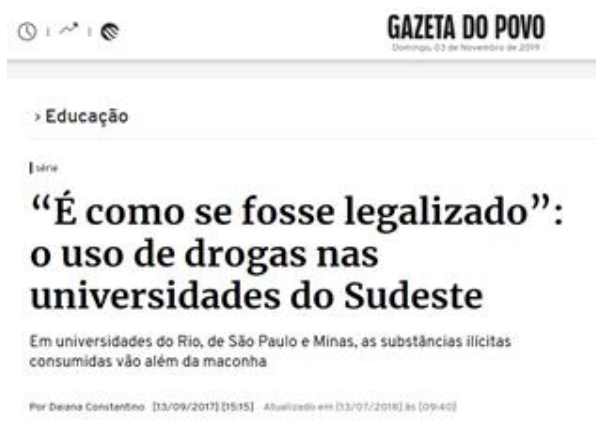 GAZETA DO POVO
Domingo, 03 de Novembro de 2019
› Educação
série
“É como se fosse legalizado”:
o uso de drogas nas
universidades do Sudeste
Em universidades do Rio, de São Paulo e Minas, as substâncias ilícitas
consumidas vão além da maconha
Por Daiana Constantino [13/09/2017] [15:15] Atualizado em [13/07/2018] às [09:40]